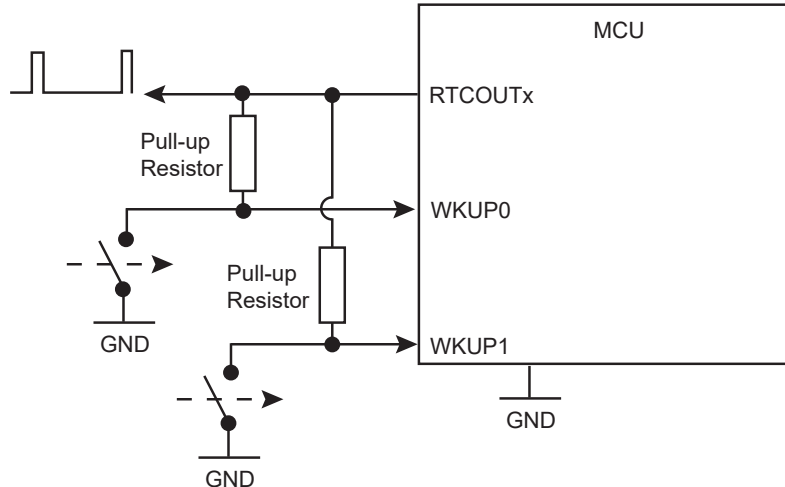 MCU
RTCOUTx
Pull-up
Resistor
WKUP0
Pull-up
Resistor
GND
WKUP1
GND
GND